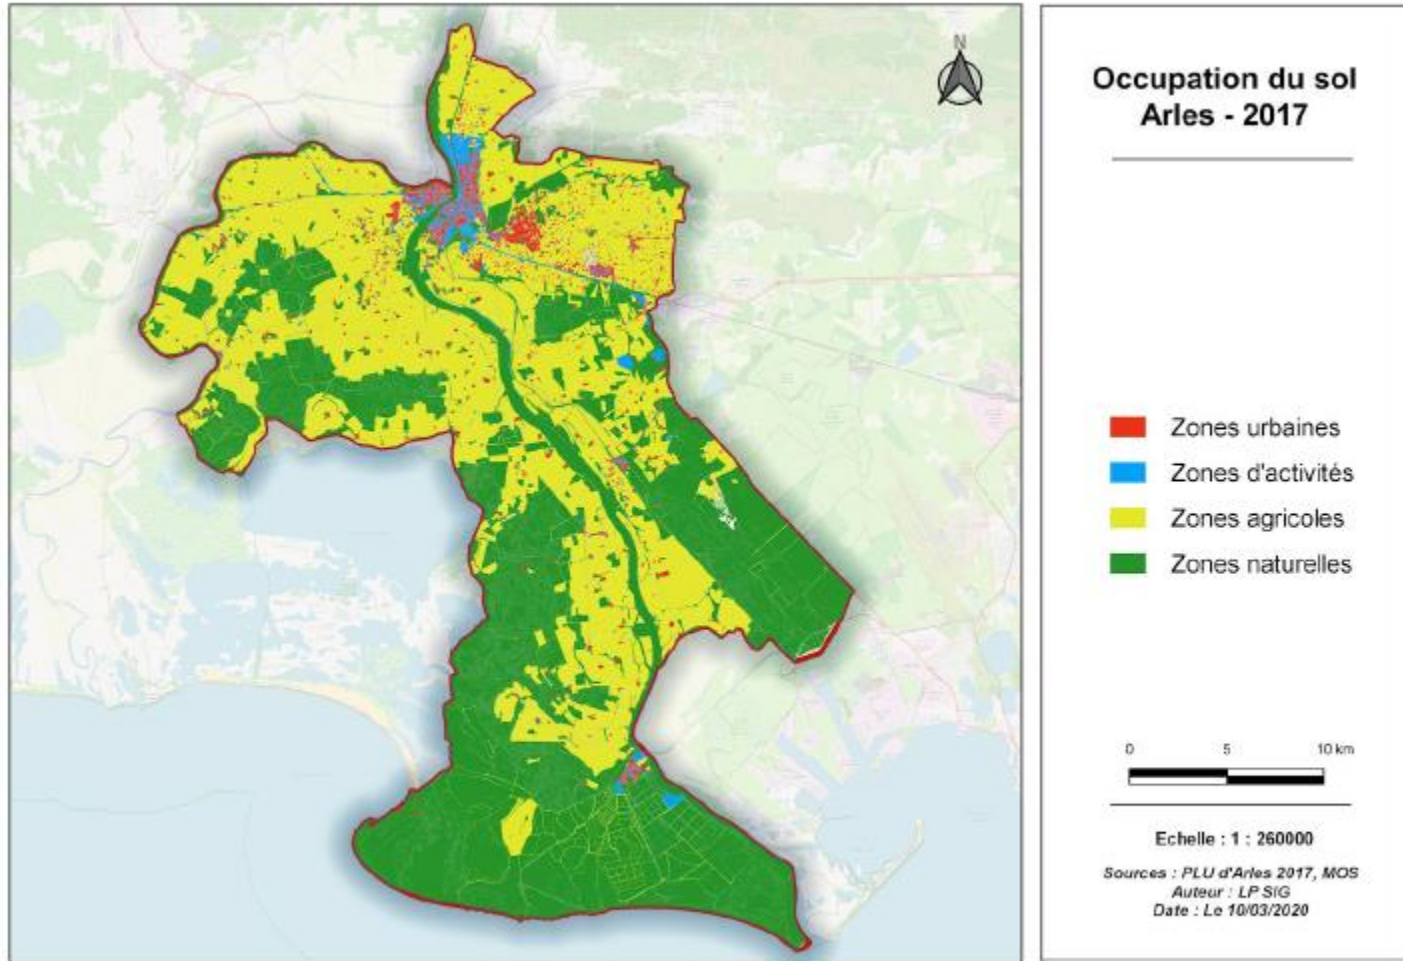 N
Occupation du sol
Arles - 2017
Zones urbaines
Zones d'activités
Zones agricoles
Zones naturelles
0 5 10 km
Echelle : 1 : 260000
Sources : PLU d'Arles 2017, MOS
Auteur : LP SIG
Date : Le 10/03/2020